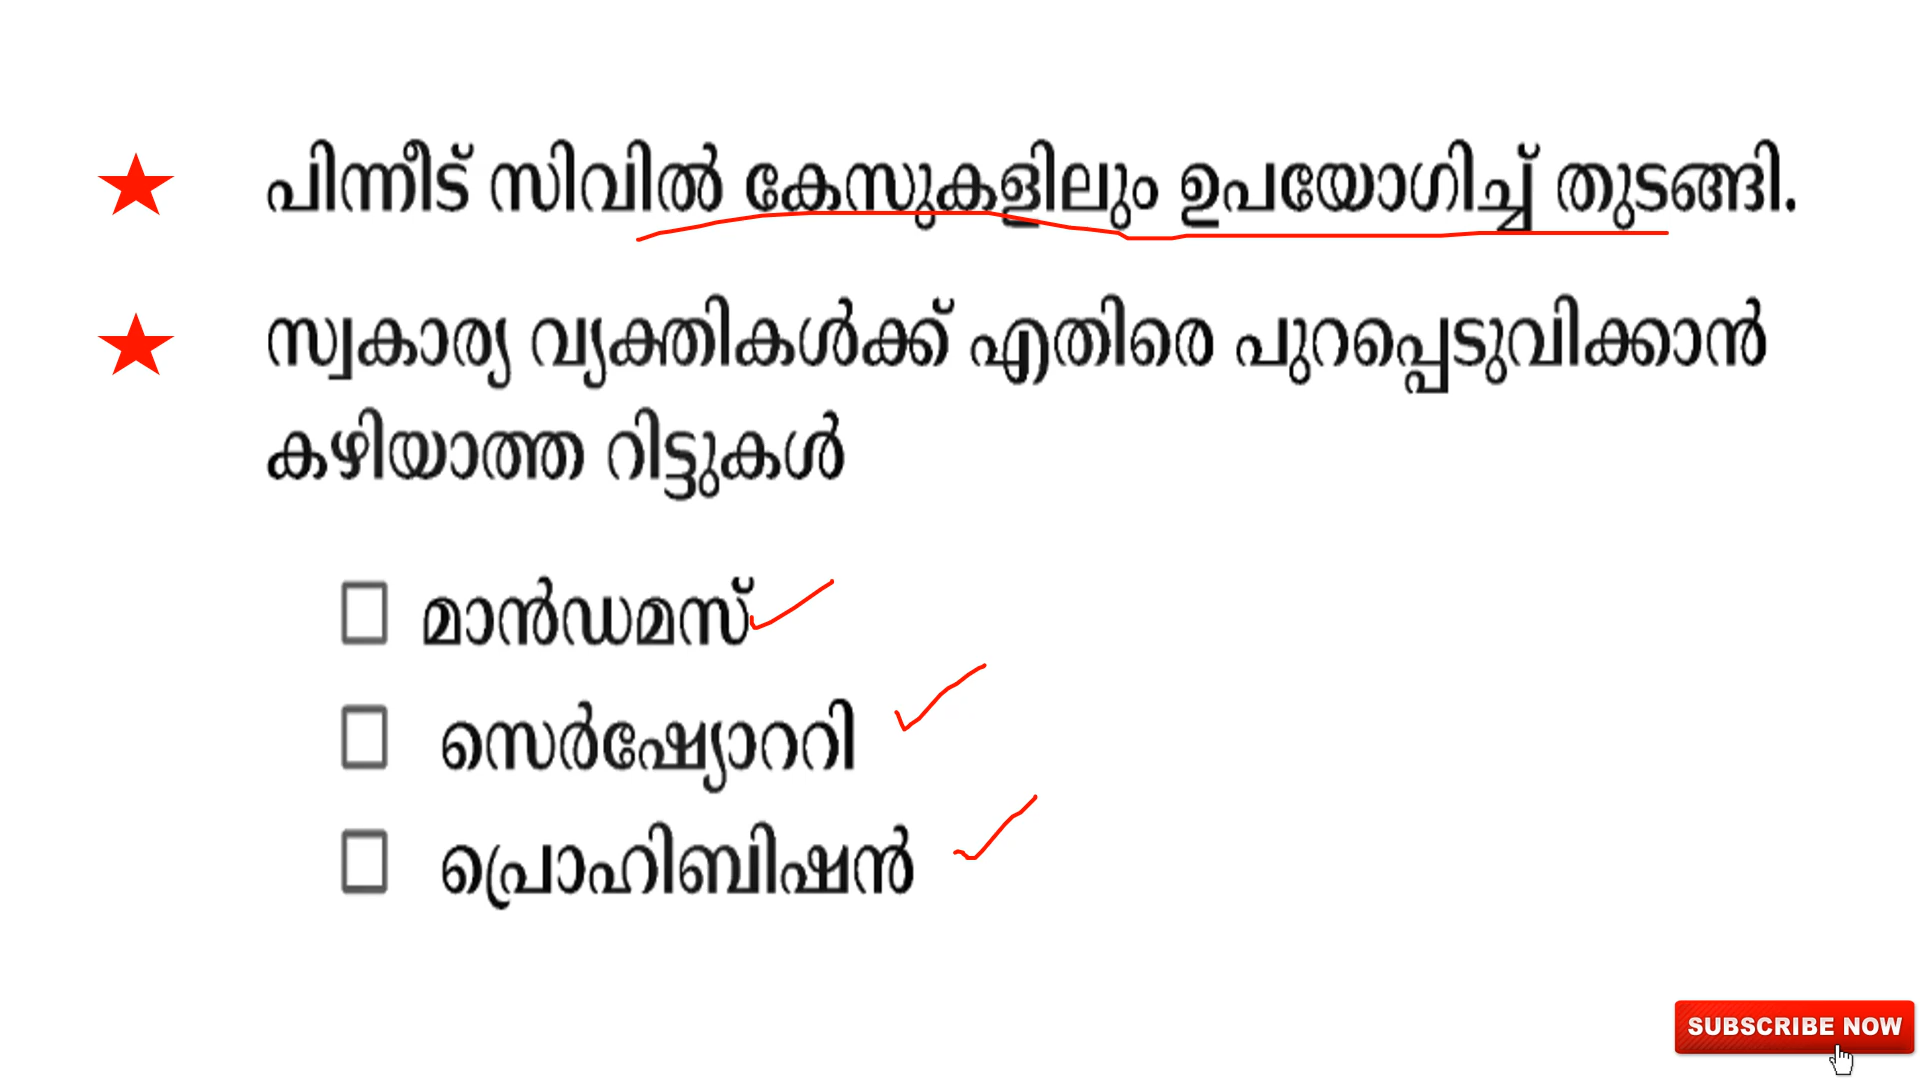 പിന്നീട് സിവിൽ കേസുകളിലും ഉപയോഗിച്ച് തുടങ്ങി.
സ്വകാര്യ വ്യക്തികൾക്ക് എതിരെ പുറപ്പെടുവിക്കാൻ
കഴിയാത്ത റിട്ടുകൾ
മാൻഡമസ്
സെർഷ്യോററി
പ്രൊഹിബിഷൻ
SUBSCRIBE NOW